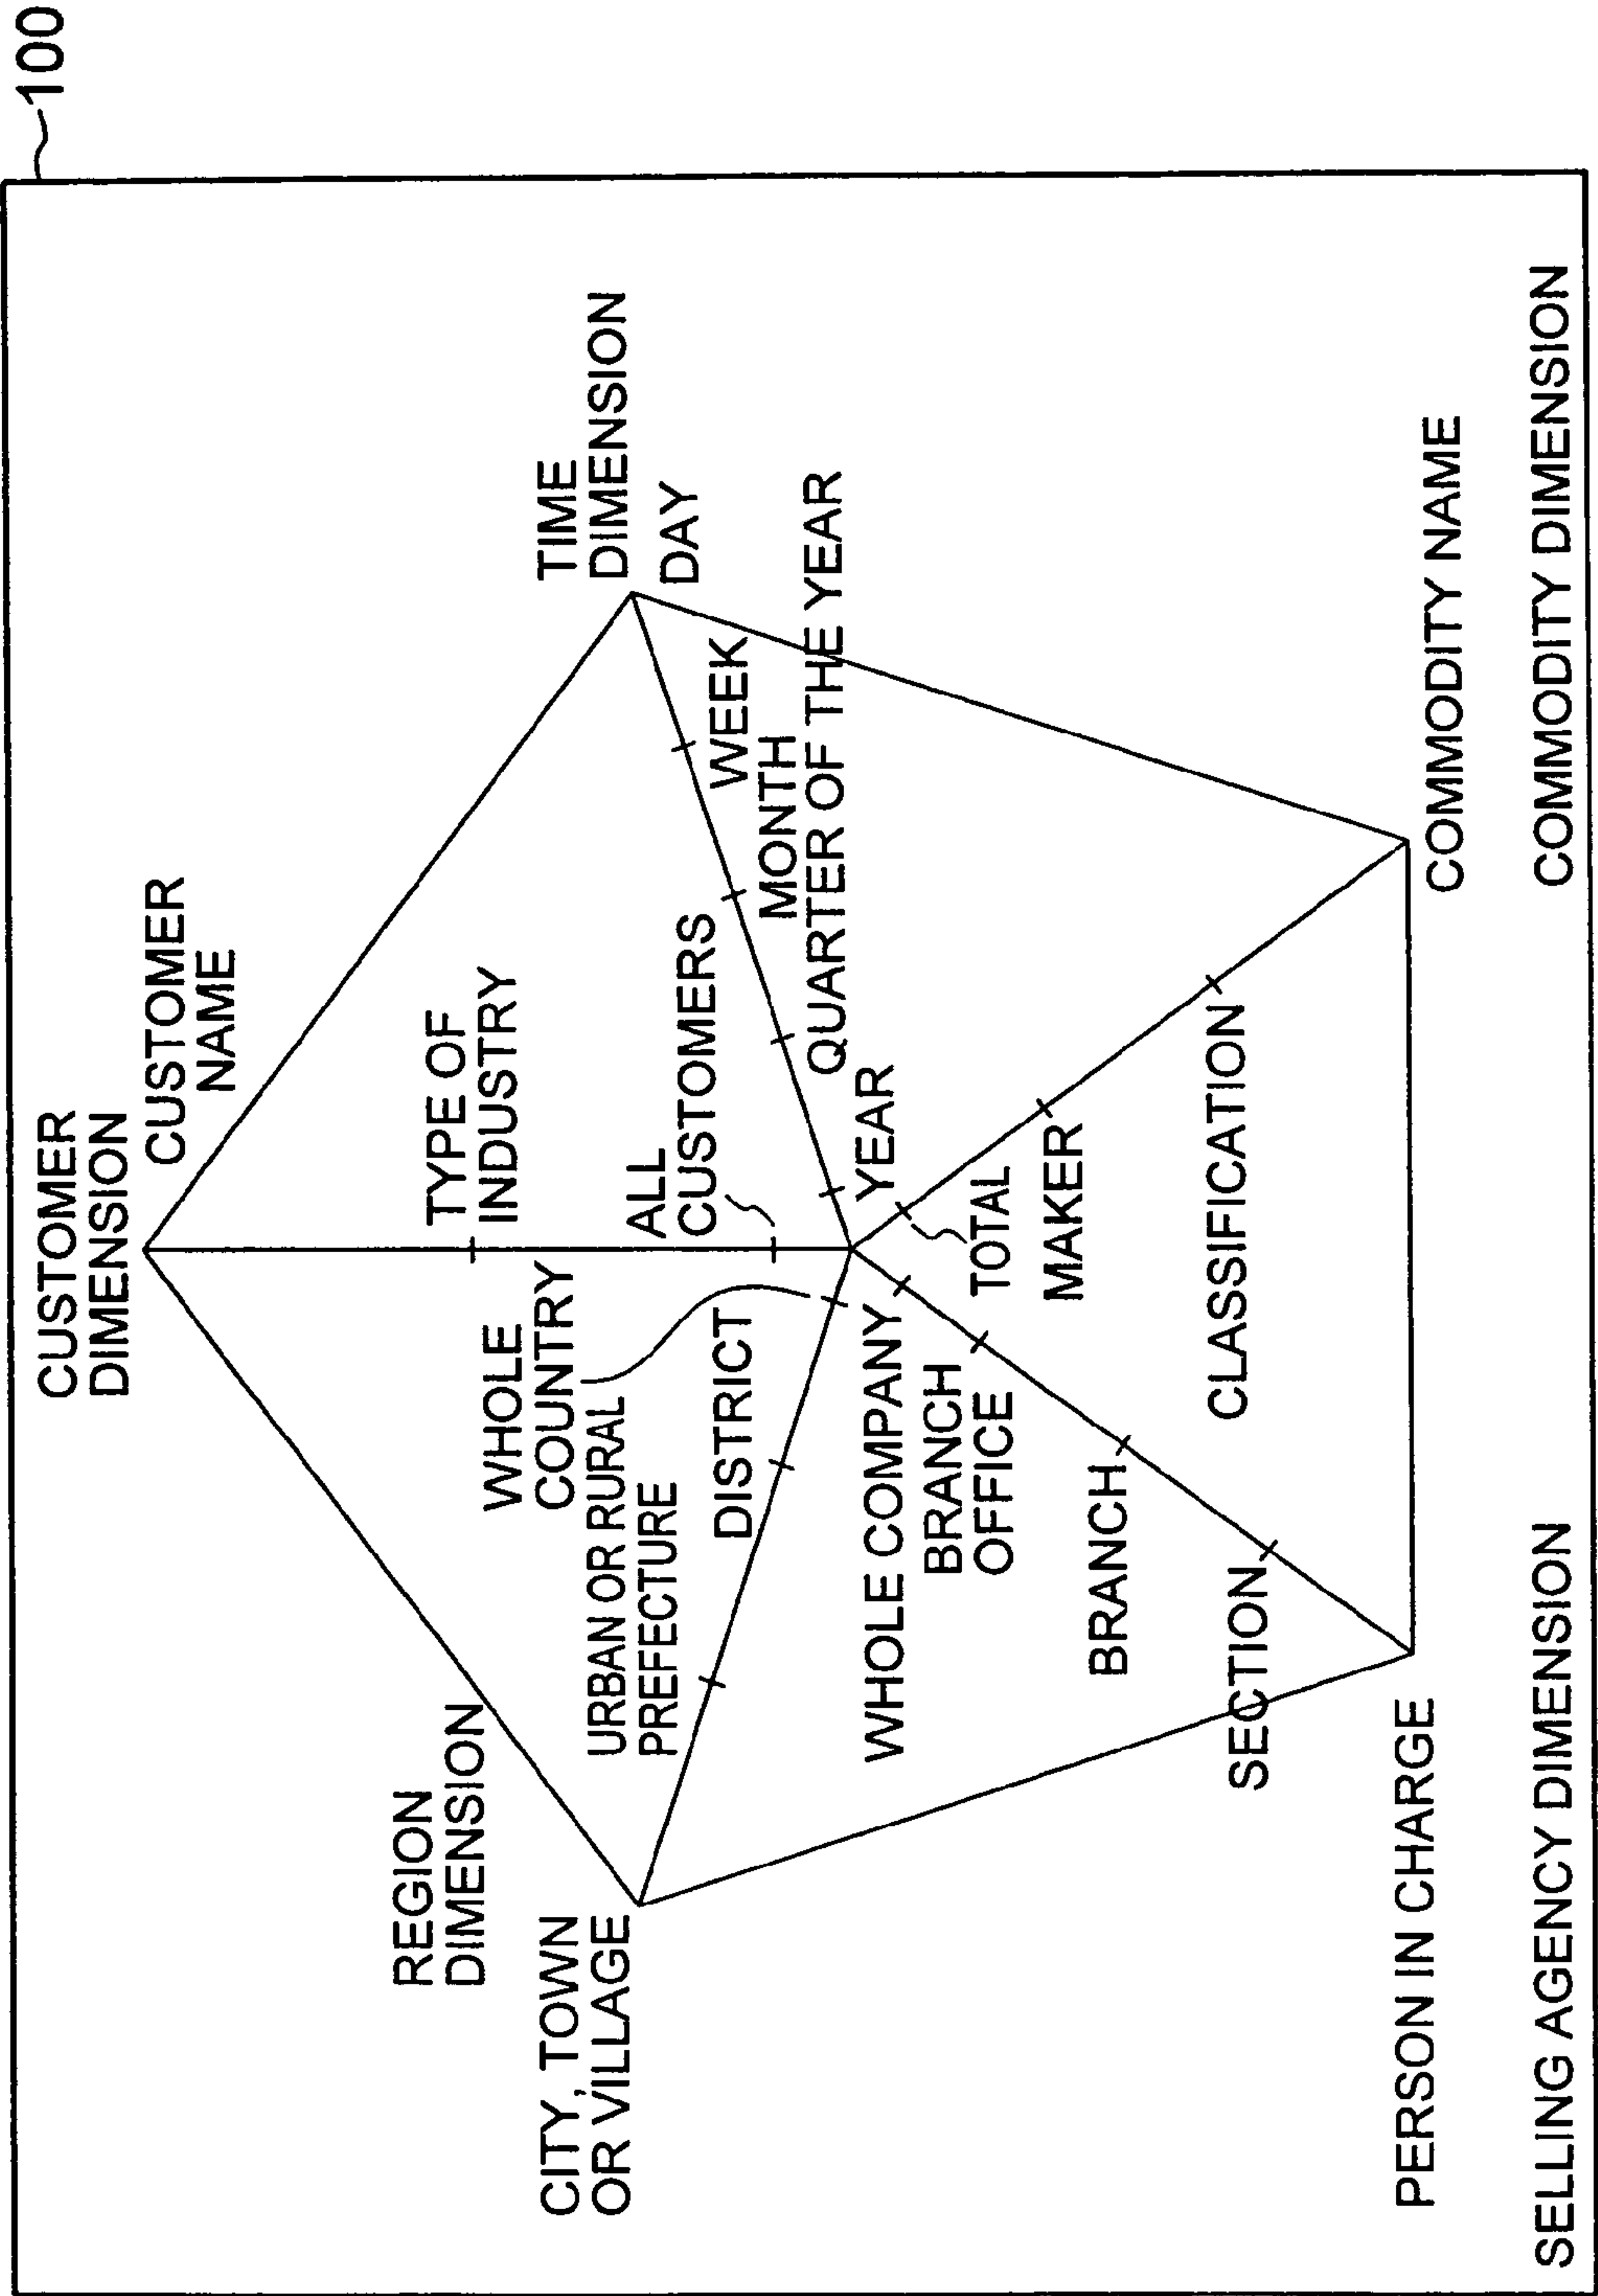 100
CUSTOMER
DIMENSION
CUSTOMER
NAME
TYPE OF
INDUSTRY
ALL
CUSTOMERS
REGION
DIMENSION
CITY, TOWN
OR VILLAGE
WHOLE
COUNTRY
URBAN OR RURAL
PREFECTURE
DISTRICT
TIME
DIMENSION
DAY
WEEK
MONTH
QUARTER OF THE YEAR
YEAR
WHOLE COMPANY
BRANCH
OFFICE
BRANCH
SECTION
PERSON IN CHARGE
SELLING AGENCY DIMENSION
TOTAL
MAKER
CLASSIFICATION
COMMODITY NAME
COMMODITY DIMENSION